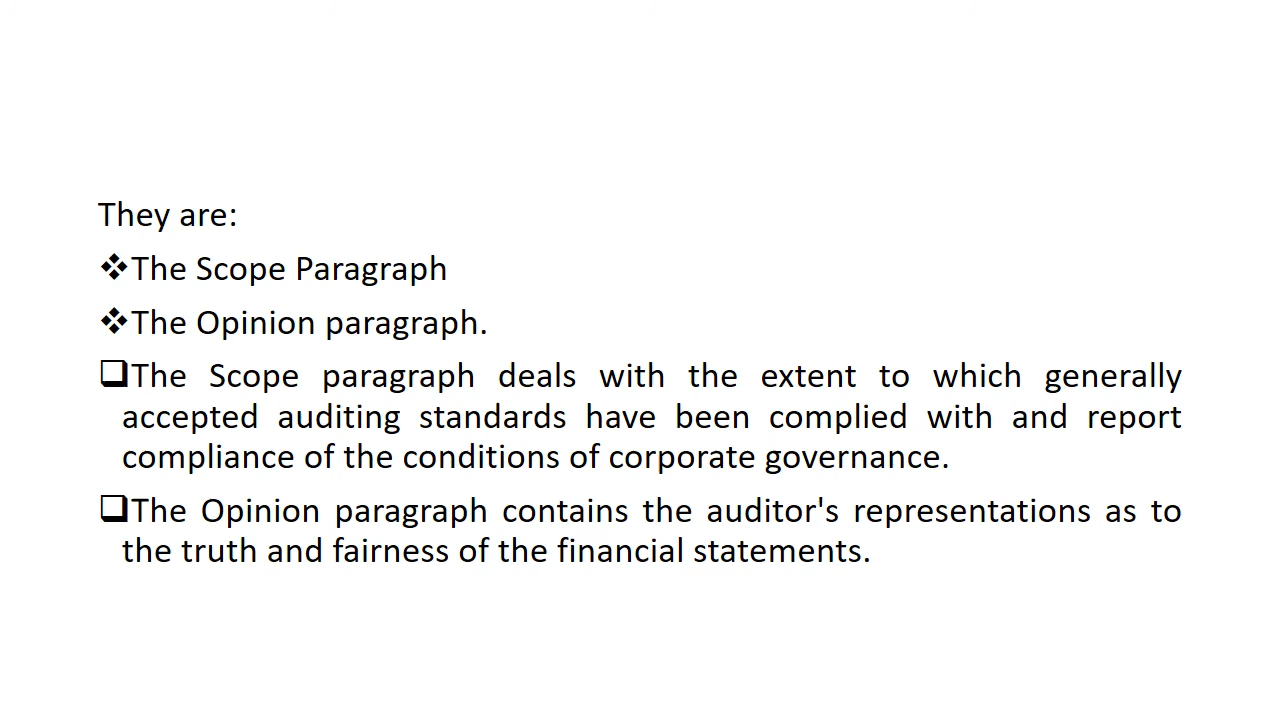 They are:
❖The Scope Paragraph
❖The Opinion paragraph.
❑The Scope paragraph deals with the extent to which generally
accepted auditing standards have been complied with and report
compliance of the conditions of corporate governance.
❑The Opinion paragraph contains the auditor's representations as to
the truth and fairness of the financial statements.